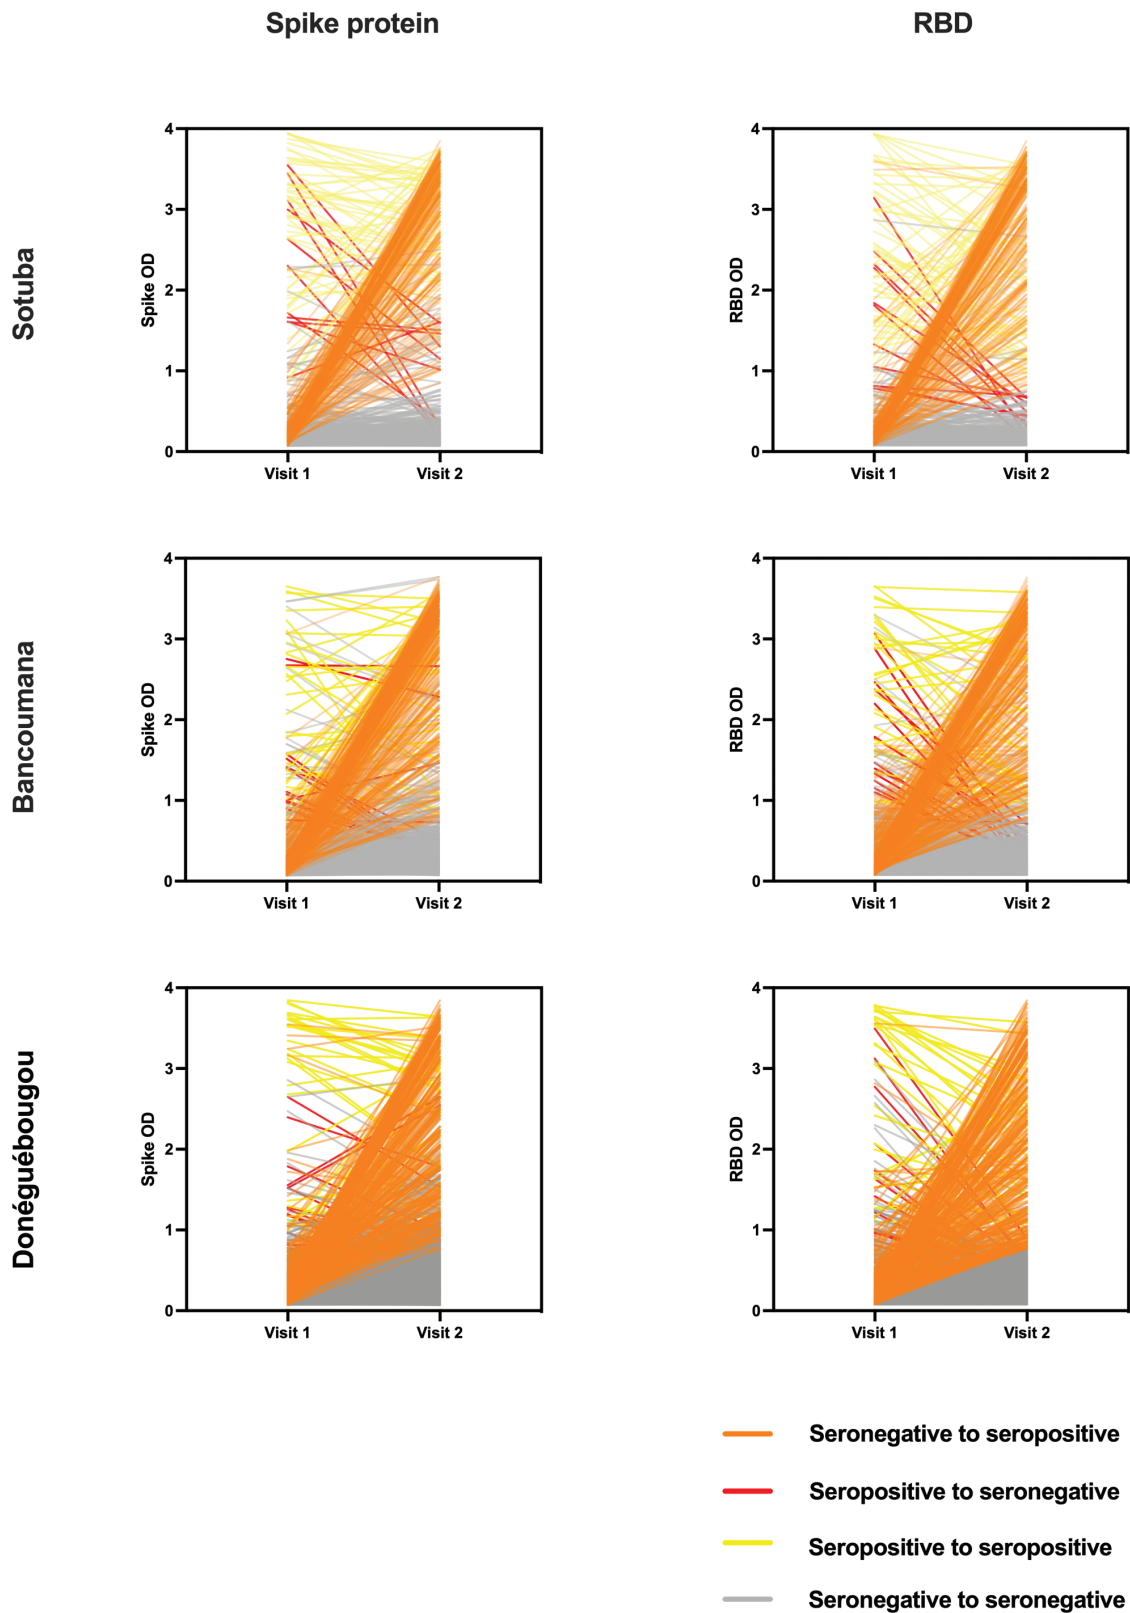 Spike protein
RBD
Sotuba
4
3
2
1
0
Spike OD
Visit 1
Visit 2
4
3
2
1
0
RBD OD
Visit 1
Visit 2
Bancoumana
4
3
2
1
0
Spike OD
Visit 1
Visit 2
4
3
2
1
0
RBD OD
Visit 1
Visit 2
Donéguébougou
4
3
2
1
0
Spike OD
Visit 1
Visit 2
4
3
2
1
0
RBD OD
Visit 1
Visit 2
Seronegative to seropositive
Seropositive to seronegative
Seropositive to seropositive
Seronegative to seronegative